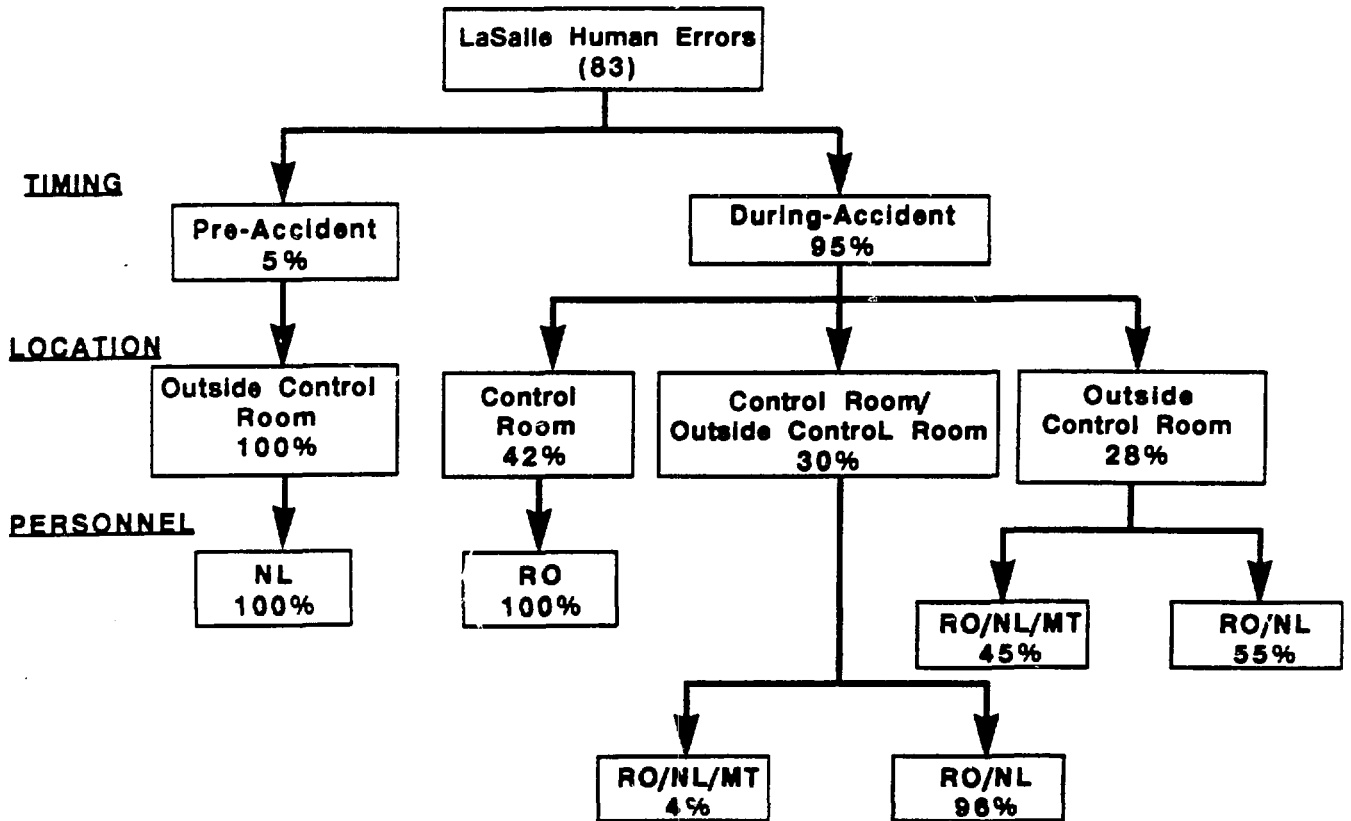 LaSalle Human Errors
(83)
TIMING
Pre-Accident
5%
During-Accident
95%
LOCATION
Outside Control
Room
100%
Control
Room
42%
Control Room/
Outside ControL Room
30%
Outside
Control Room
28%
PERSONNEL
NL
100%
RO
100%
RO/NL/MT
45%
RO/NL
55%
RO/NL/MT
4%
RO/NL
96%